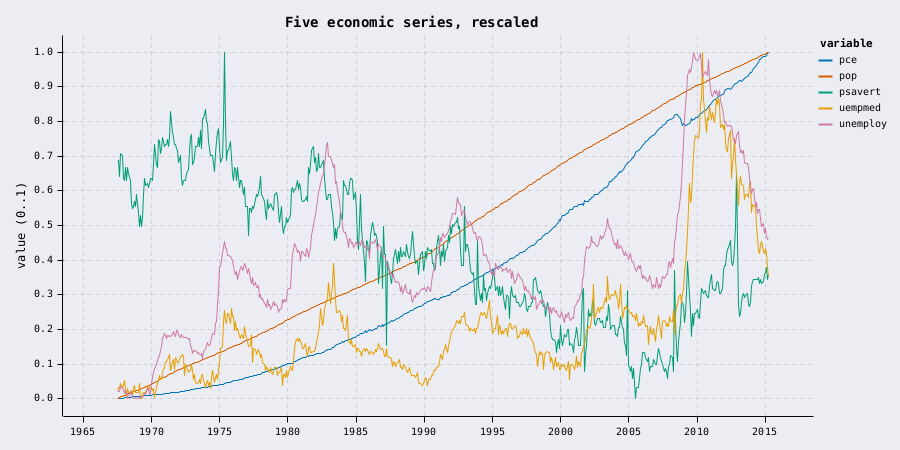 Five economic series, rescaled
value (0..1)
1.0
0.9
0.8
0.7
0.6
0.5
0.4
0.3
0.2
0.1
0.0
1965 1970 1975 1980 1985 1990 1995 2000 2005 2010 2015
variable
pce
pop
psavert
uempmed
unemploy